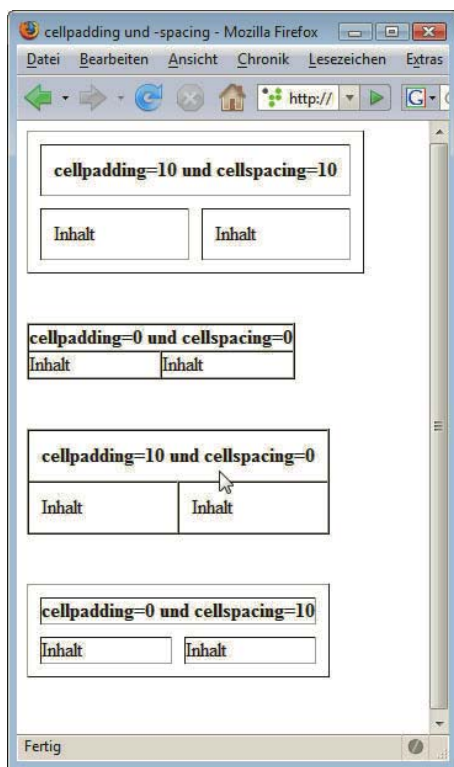 cellpadding und -spacing - Mozilla Firefox
Datei Bearbeiten Ansicht Chronik Lesezeichen Extras
http://
cellpadding=10 und cellspacing=10
Inhalt Inhalt
cellpadding=0 und cellspacing=0
Inhalt Inhalt
cellpadding=10 und cellspacing=0
Inhalt Inhalt
cellpadding=0 und cellspacing=10
Inhalt Inhalt
Fertig